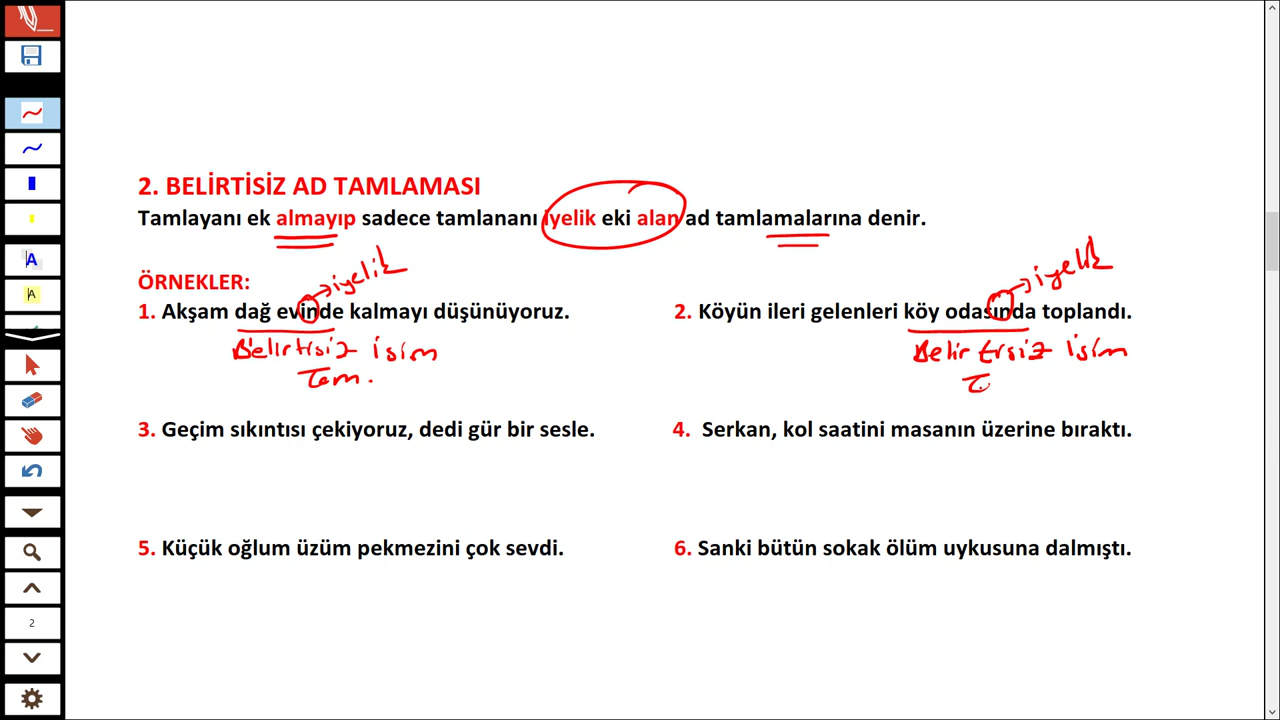 2. BELİRTİSİZ AD TAMLAMASI
Tamlayanı ek almayıp sadece tamlananı iyelik eki alan ad tamlamalarına denir.
ÖRNEKLER:
iyelik
1. Akşam dağ evinde kalmayı düşünüyoruz.
Belirtisiz isim
Tam.
iyelik
2. Köyün ileri gelenleri köy odasında toplandı.
Belirtisiz isim
T
3. Geçim sıkıntısı çekiyoruz, dedi gür bir sesle.
4. Serkan, kol saatini masanın üzerine bıraktı.
5. Küçük oğlum üzüm pekmezini çok sevdi.
6. Sanki bütün sokak ölüm uykusuna dalmıştı.
A
A
2